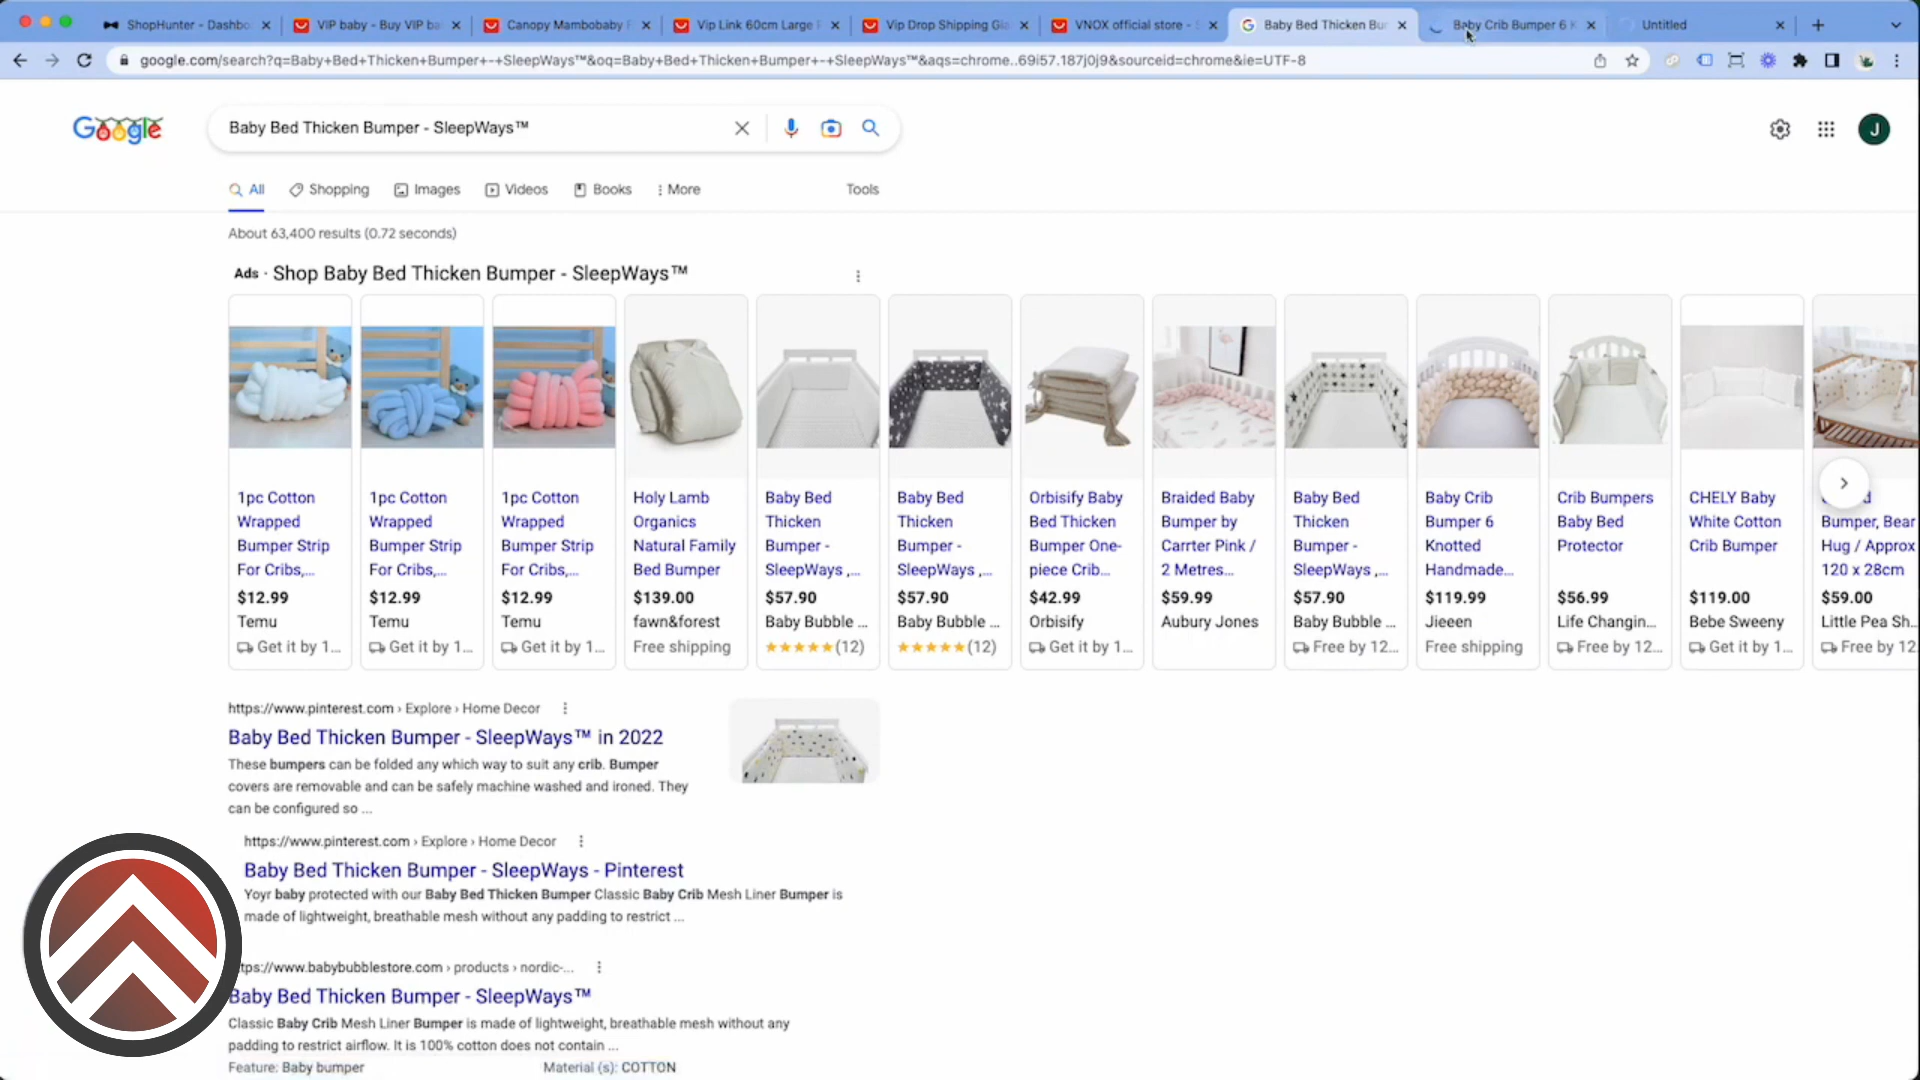 ShopHunter - Dashbo
VIP baby - Buy VIP ba
Canopy Mambobaby F
Vip Link 60cm Large F
Vip Drop Shipping Gla
VNOX official store - S
Baby Bed Thicken Bum
Baby Crib Bumper 6 K
Untitled
google.com/search?q=Baby+Bed+Thicken+Bumper+-+SleepWays™&oq=Baby+Bed+Thicken+Bumper+-+SleepWays™&aqs=chrome..69i57.187j0j9&sourceid=chrome&ie=UTF-8
Google
Baby Bed Thicken Bumper - SleepWays™
J
All
Shopping
Images
Videos
Books
More
Tools
About 63,400 results (0.72 seconds)
Ads · Shop Baby Bed Thicken Bumper - SleepWays™
1pc Cotton
Wrapped
Bumper Strip
For Cribs,...
$12.99
Temu
Get it by 1...
1pc Cotton
Wrapped
Bumper Strip
For Cribs,...
$12.99
Temu
Get it by 1...
1pc Cotton
Wrapped
Bumper Strip
For Cribs,...
$12.99
Temu
Get it by 1...
Holy Lamb
Organics
Natural Family
Bed Bumper
$139.00
fawn&forest
Free shipping
Baby Bed
Thicken
Bumper -
SleepWays ,...
$57.90
Baby Bubble ...
(12)
Baby Bed
Thicken
Bumper -
SleepWays ,...
$57.90
Baby Bubble ...
(12)
Orbisify Baby
Bed Thicken
Bumper One-
piece Crib...
$42.99
Orbisify
Get it by 1...
Braided Baby
Bumper by
Carrter Pink /
2 Metres...
$59.99
Aubury Jones
Baby Bed
Thicken
Bumper -
SleepWays ,...
$57.90
Baby Bubble ...
Free by 12...
Baby Crib
Bumper 6
Knotted
Handmade...
$119.99
Jieeen
Free shipping
Crib Bumpers
Baby Bed
Protector
$56.99
Life Changin...
Free by 12...
CHELY Baby
White Cotton
Crib Bumper
$119.00
Bebe Sweeny
Get it by 1...
Bumper, Bear
Hug / Approx
120 x 28cm
$59.00
Little Pea Sh...
Free by 12
https://www.pinterest.com › Explore › Home Decor
Baby Bed Thicken Bumper - SleepWays™ in 2022
These bumpers can be folded any which way to suit any crib. Bumper
covers are removable and can be safely machine washed and ironed. They
can be configured so ...
https://www.pinterest.com › Explore › Home Decor
Baby Bed Thicken Bumper - SleepWays - Pinterest
Yoyr baby protected with our Baby Bed Thicken Bumper Classic Baby Crib Mesh Liner Bumper is
made of lightweight, breathable mesh without any padding to restrict ...
tps://www.babybubblestore.com › products › nordic-...
Baby Bed Thicken Bumper - SleepWays™
Classic Baby Crib Mesh Liner Bumper is made of lightweight, breathable mesh without any
padding to restrict airflow. It is 100% cotton does not contain ...
Feature: Baby bumper
Material (s): COTTON